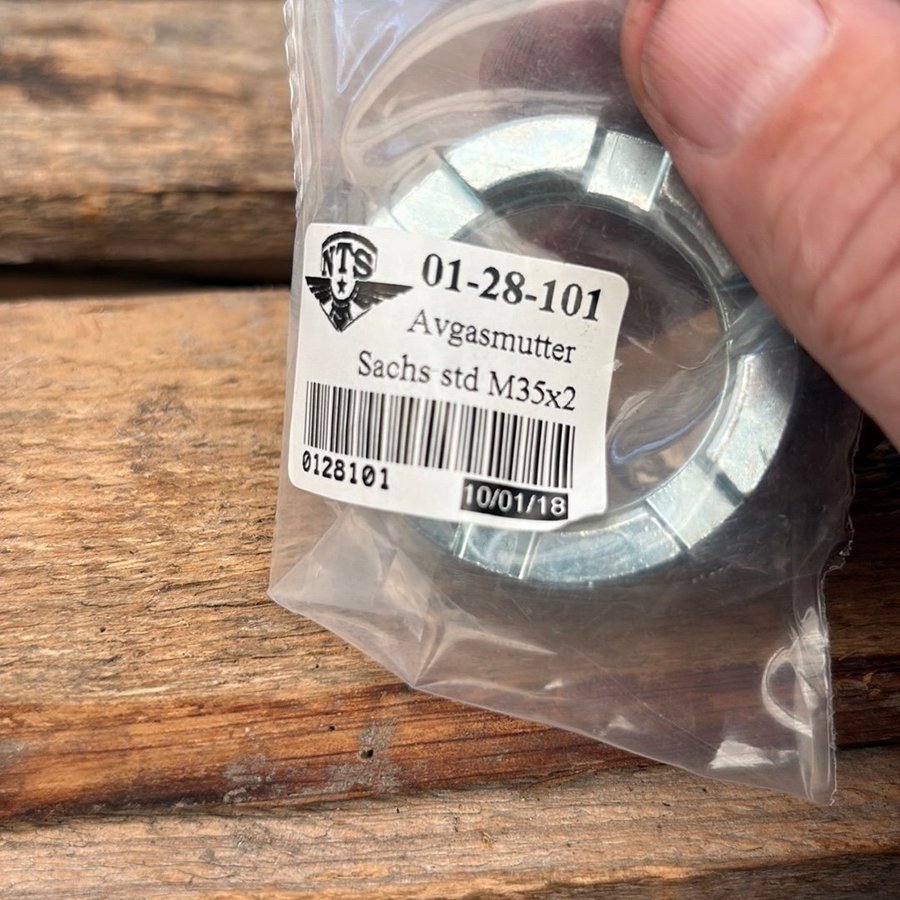 NTS
01-28-101
Avgasmutter
Sachs std M35x2
0128101
10/01/18